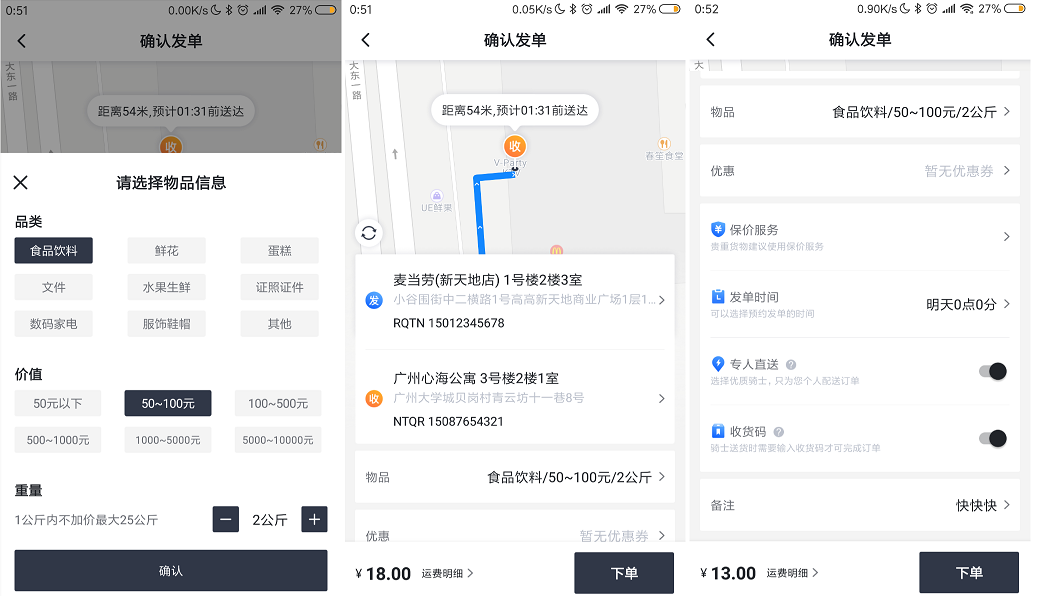 0:51
0.00K/s
27%
确认发单
大东一路
距离54米,预计01:31前送达
收
请选择物品信息
品类
食品饮料
鲜花
蛋糕
文件
水果生鲜
证照证件
数码家电
服饰鞋帽
其他
价值
50元以下
50~100元
100~500元
500~1000元
1000~5000元
5000~10000元
重量
1公斤内不加价最大25公斤
2公斤
确认
0:51
0.05K/s
27%
确认发单
大东一路
距离54米,预计01:31前送达
收
V-Party
春笙食堂
UE鲜果
发
麦当劳(新天地店) 1号楼2楼3室
小谷围街中二横路1号高高新天地商业广场1层1...
RQTN 15012345678
收
广州心海公寓 3号楼2楼1室
广州大学城贝岗村青云坊十一巷8号
NTQR 15087654321
物品
食品饮料/50~100元/2公斤
优惠
暂无优惠券
¥ 18.00
运费明细
下单
0:52
0.90K/s
27%
确认发单
大
物品
食品饮料/50~100元/2公斤
优惠
暂无优惠券
保价服务
贵重货物建议使用保价服务
发单时间
可以选择预约发单的时间
明天0点0分
专人直送
选择优质骑士，只为您个人配送订单
收货码
骑士送货时需要输入收货码才可完成订单
备注
快快快
¥ 13.00
运费明细
下单